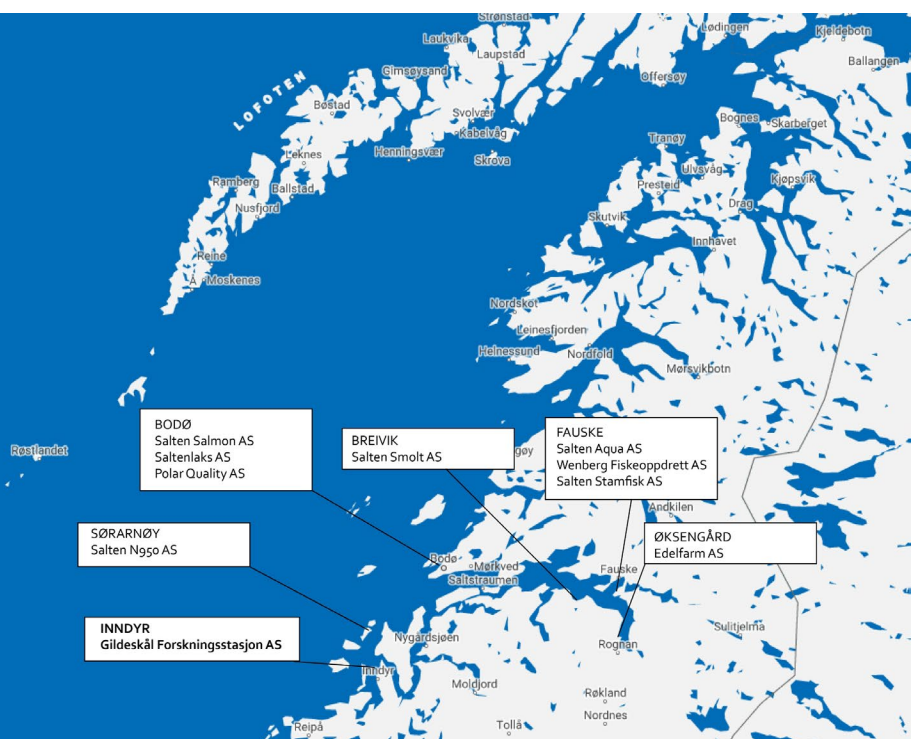 Strønstad
Lødingen
Kjeldebotn
Laukvika
Laupstad
Ballangen
Gimsøysand
Offersøy
LOFOTEN
Bøstad
Svolvær
Bognes
Skarberget
Kabelvåg
Tranøy
Henningsvær
Skrova
Leknes
Ulvsvåg
Kjøpsvik
Ramberg
Ballstad
Presteid
Nusfjord
Drag
Skutvik
Innhavet
Reine
Å
Moskenes
Nordskot
Leinesfjorden
Helnessund
Nordfold
Mørsvikbotn
BODØ
Salten Salmon AS
Saltenlaks AS
Polar Quality AS
BREIVIK
Salten Smolt AS
FAUSKE
Salten Aqua AS
Wenberg Fiskeoppdrett AS
Salten Stamfisk AS
Røstlandet
Andkilen
SØRARNØY
Salten N950 AS
ØKSENGÅRD
Edelfarm AS
Bodø
Mørkved
Saltstraumen
Fauske
INNDYR
Gildeskål Forskningsstasjon AS
Nygårdsjøen
Sulitjelma
Rognan
Inndyr
Moldjord
Røkland
Nordnes
Reipå
Tollå